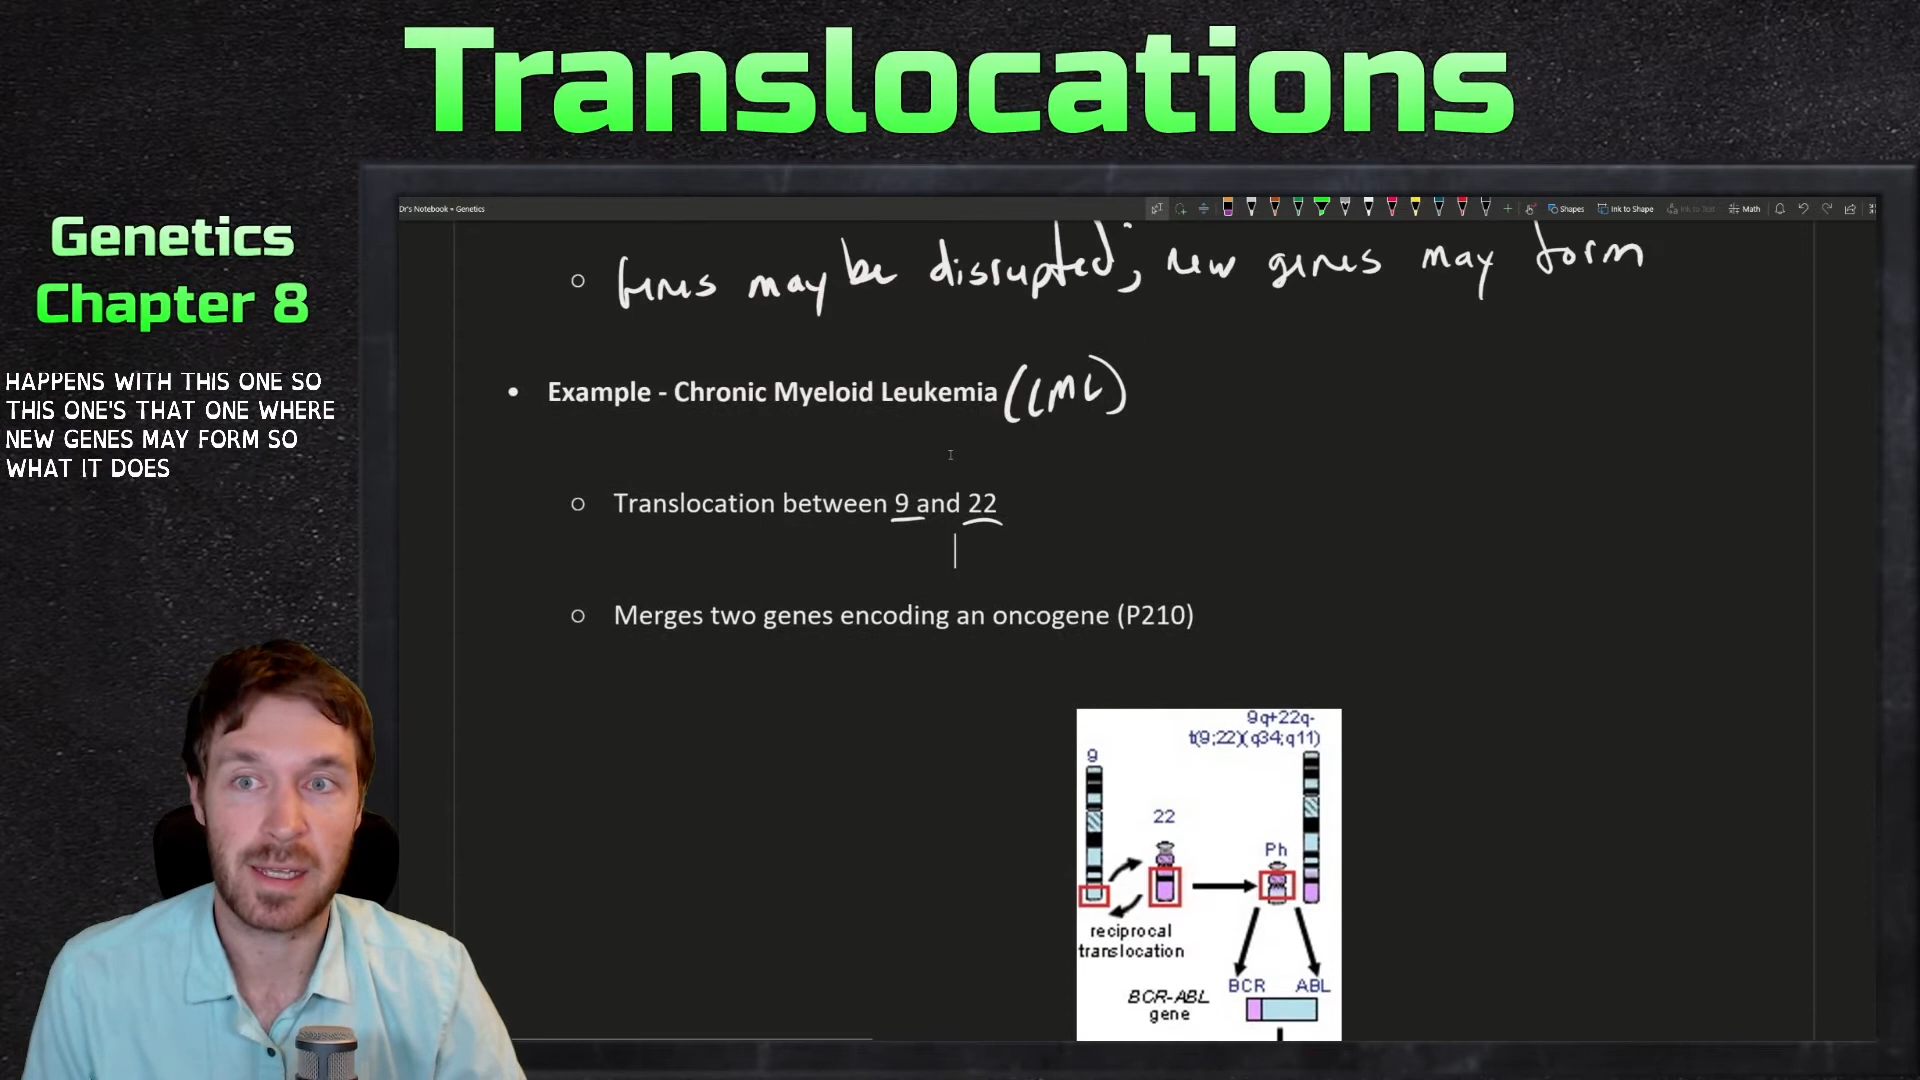 Translocations
Genetics
Chapter 8
HAPPENS WITH THIS ONE SO
THIS ONE'S THAT ONE WHERE
NEW GENES MAY FORM SO
WHAT IT DOES
Dr's Notebook » Genetics
Shapes
Ink to Shape
Ink to Text
Math
Genes may be disrupted; new genes may form
Example - Chronic Myeloid Leukemia (CML)
Translocation between 9 and 22
Merges two genes encoding an oncogene (P210)
9q+22q-
t(9;22)(q34;q11)
9
22
Ph
reciprocal
translocation
BCR ABL
BCR-ABL
gene